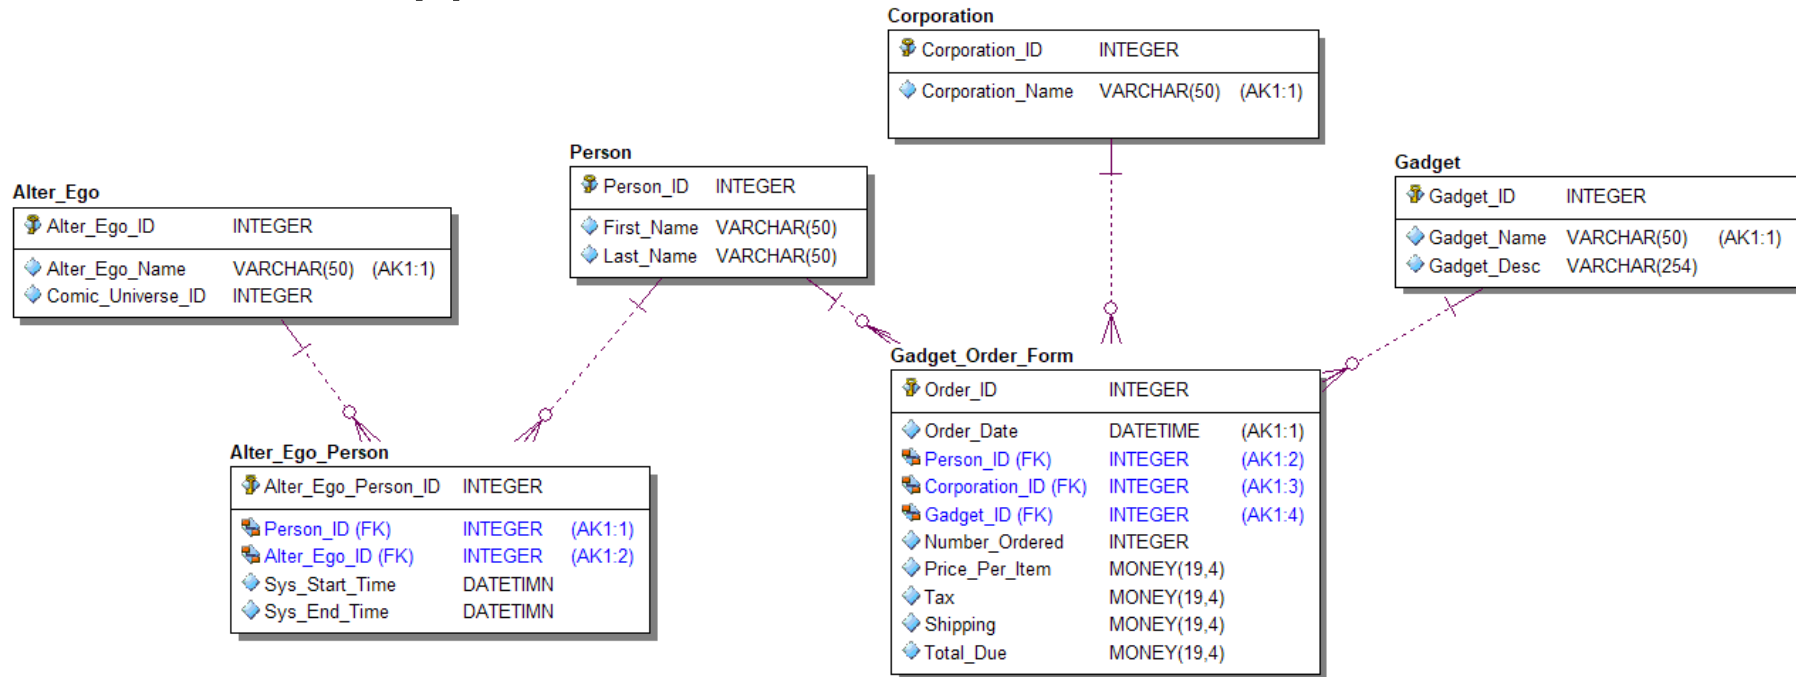 Corporation
Corporation_ID INTEGER
Corporation_Name VARCHAR(50) (AK1:1)
Person
Person_ID INTEGER
First_Name VARCHAR(50)
Last_Name VARCHAR(50)
Gadget
Gadget_ID INTEGER
Gadget_Name VARCHAR(50) (AK1:1)
Gadget_Desc VARCHAR(254)
Alter_Ego
Alter_Ego_ID INTEGER
Alter_Ego_Name VARCHAR(50) (AK1:1)
Comic_Universe_ID INTEGER
Gadget_Order_Form
Order_ID INTEGER
Order_Date DATETIME (AK1:1)
Person_ID (FK) INTEGER (AK1:2)
Corporation_ID (FK) INTEGER (AK1:3)
Gadget_ID (FK) INTEGER (AK1:4)
Number_Ordered INTEGER
Price_Per_Item MONEY(19,4)
Tax MONEY(19,4)
Shipping MONEY(19,4)
Total_Due MONEY(19,4)
Alter_Ego_Person
Alter_Ego_Person_ID INTEGER
Person_ID (FK) INTEGER (AK1:1)
Alter_Ego_ID (FK) INTEGER (AK1:2)
Sys_Start_Time DATETIMN
Sys_End_Time DATETIMN